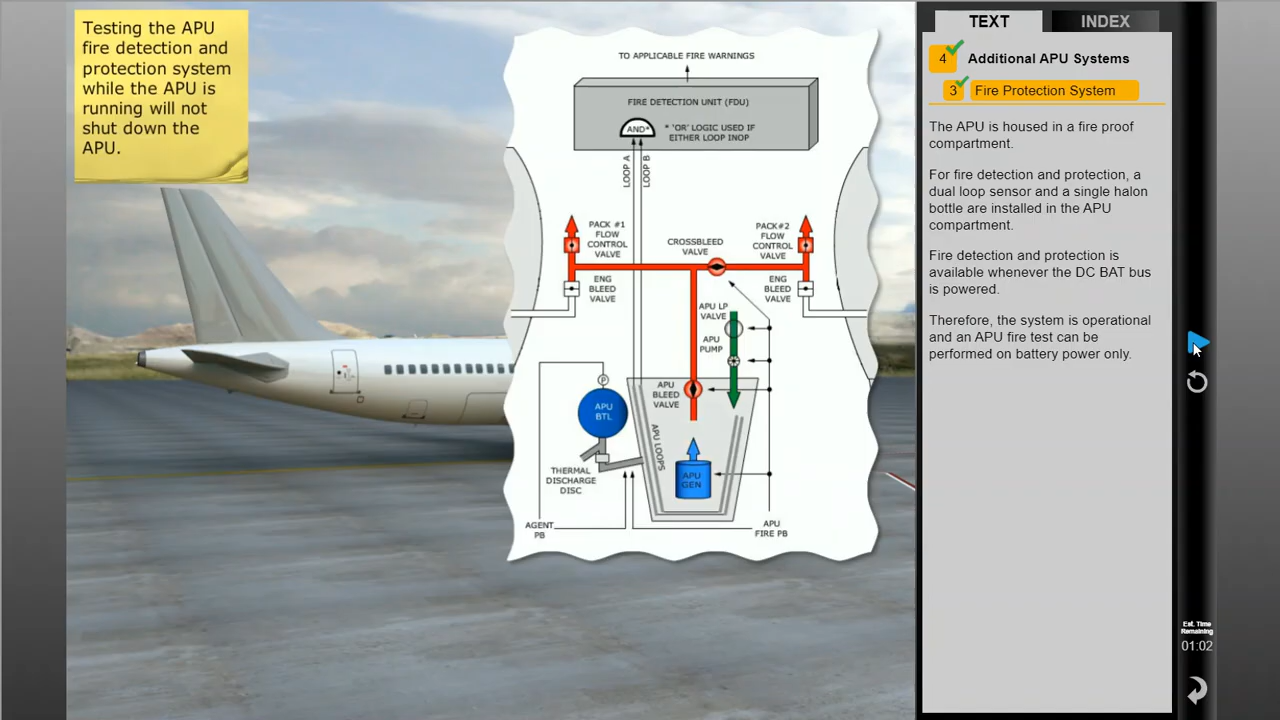 Testing the APU
fire detection and
protection system
while the APU is
running will not
shut down the
APU.
TO APPLICABLE FIRE WARNINGS
FIRE DETECTION UNIT (FDU)
AND*
* 'OR' LOGIC USED IF
EITHER LOOP INOP
LOOP A
LOOP B
PACK #1
FLOW
CONTROL
VALVE
CROSSBLEED
VALVE
PACK#2
FLOW
CONTROL
VALVE
ENG
BLEED
VALVE
ENG
BLEED
VALVE
APU LP
VALVE
APU
PUMP
P
APU
BTL
APU
BLEED
VALVE
APU LOOPS
THERMAL
DISCHARGE
DISC
APU
GEN
AGENT
PB
APU
FIRE PB
TEXT
INDEX
4 Additional APU Systems
3 Fire Protection System
The APU is housed in a fire proof
compartment.
For fire detection and protection, a
dual loop sensor and a single halon
bottle are installed in the APU
compartment.
Fire detection and protection is
available whenever the DC BAT bus
is powered.
Therefore, the system is operational
and an APU fire test can be
performed on battery power only.
Est. Time
Remaining
01:02